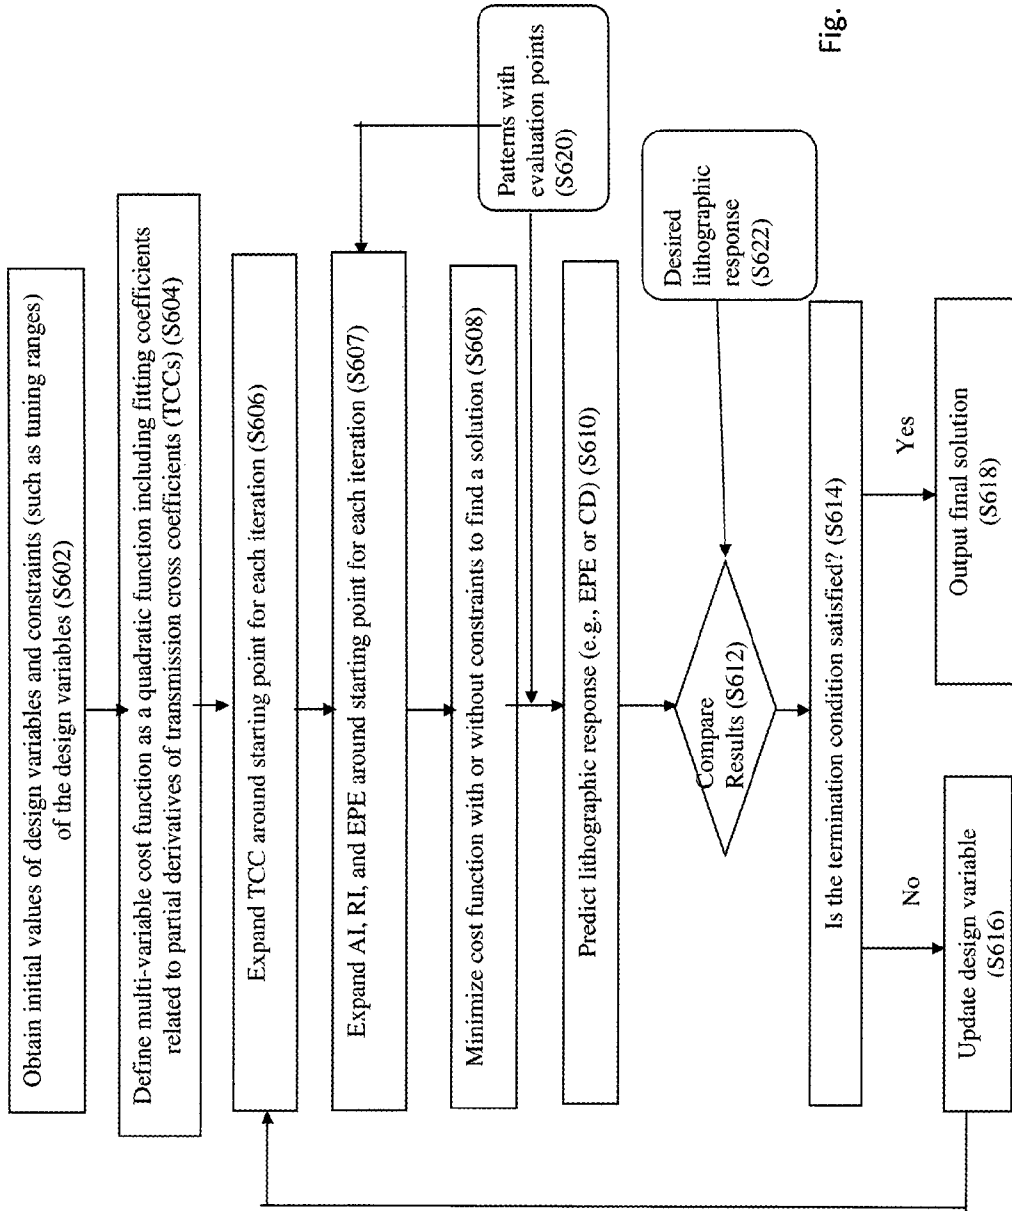 Obtain initial values of design variables and constraints (such as tuning ranges)
of the design variables (S602)
Define multi-variable cost function as a quadratic function including fitting coefficients
related to partial derivatives of transmission cross coefficients (TCCs) (S604)
Expand TCC around starting point for each iteration (S606)
Expand AI, RI, and EPE around starting point for each iteration (S607)
Patterns with
evaluation points
(S620)
Minimize cost function with or without constraints to find a solution (S608)
Predict lithographic response (e.g., EPE or CD) (S610)
Desired
lithographic
response
(S622)
Compare
Results (S612)
Is the termination condition satisfied? (S614)
No
Yes
Update design variable
(S616)
Output final solution
(S618)
Fig.